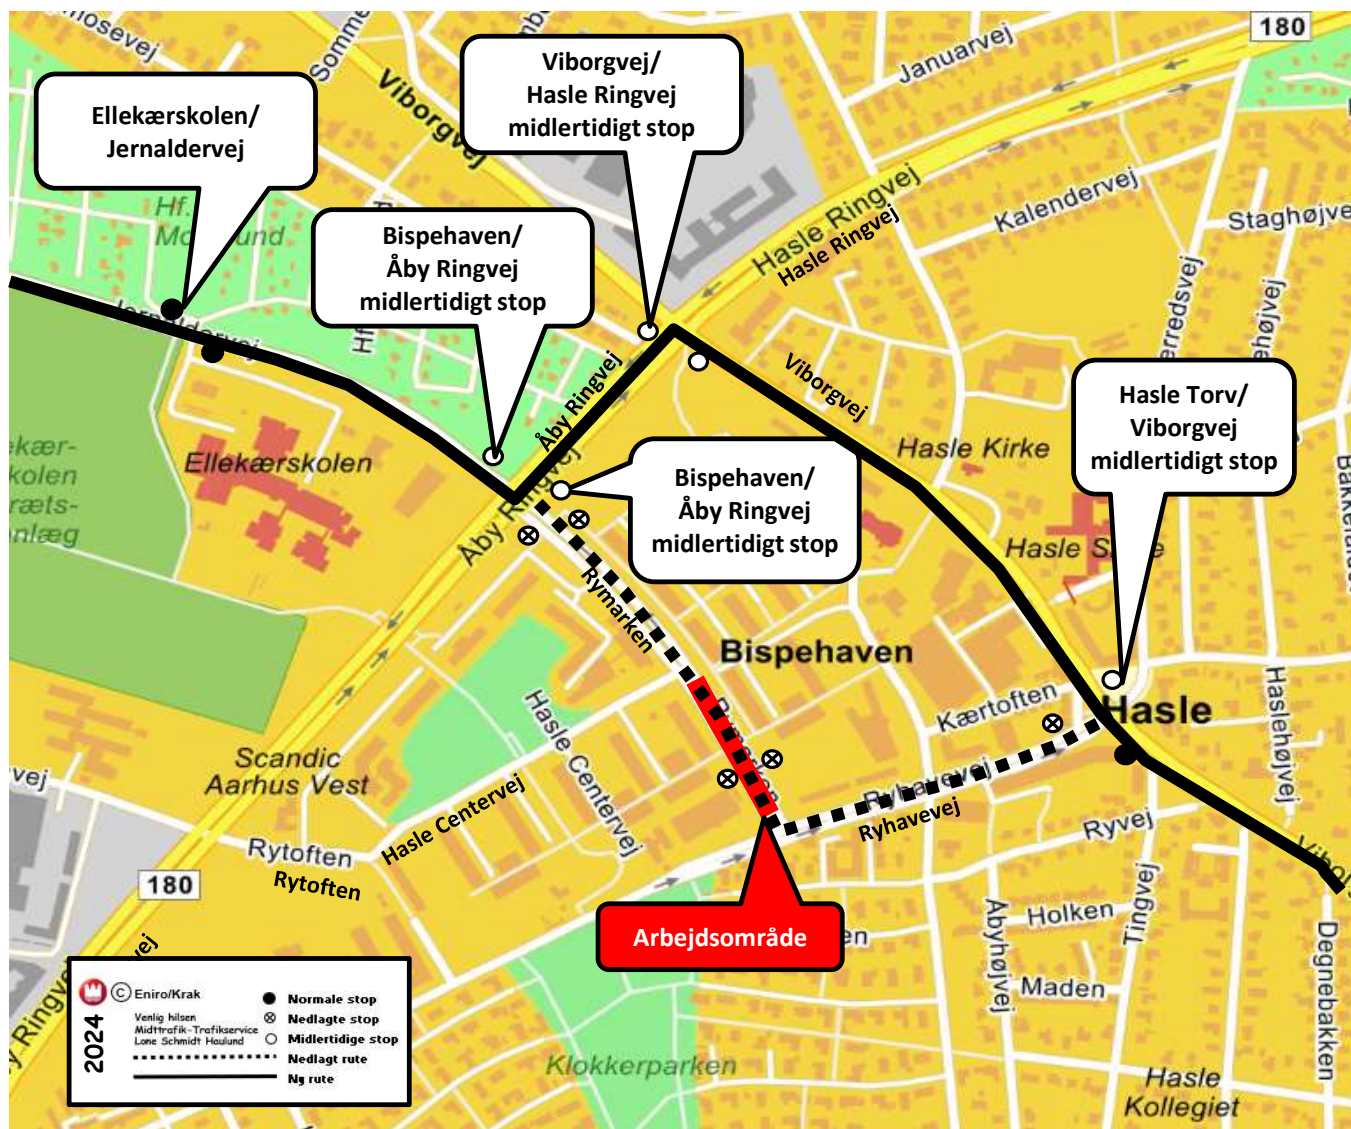 mosevej
Viborgvej
Januarvej
180
Viborgvej/
Hasle Ringvej
midlertidigt stop
Ellekærskolen/
Jernaldervej
Bispehaven/
Åby Ringvej
midlertidigt stop
Hf.
Hasle Ringvej
Hasle Ringvej
Kalendervej
Staghøjvej
Åby Ringvej
Viborgvej
Hasle Torv/
Viborgvej
midlertidigt stop
Ellekærskolen
Hasle Kirke
Bispehaven/
Åby Ringvej
midlertidigt stop
Åby Ringvej
Rymarken
Bispehaven
Hasle Centervej
Kærtoften
Hasle
Haslehøjvej
Scandic
Aarhus Vest
Hasle Centervej
Ryhavevej
Ryhavevej
Ryvej
Rytoften
Rytoften
180
Arbejdsområde
Åbyhøjvej
Holken
Tingvej
Maden
Degnebakken
Klokkerparken
Hasle
Kollegiet
© Eniro/Krak
2024
Venlig hilsen
Midttrafik-Trafikservice
Lone Schmidt Haulund
Normale stop
Nedlagte stop
Midlertidige stop
Nedlagt rute
Ny rute